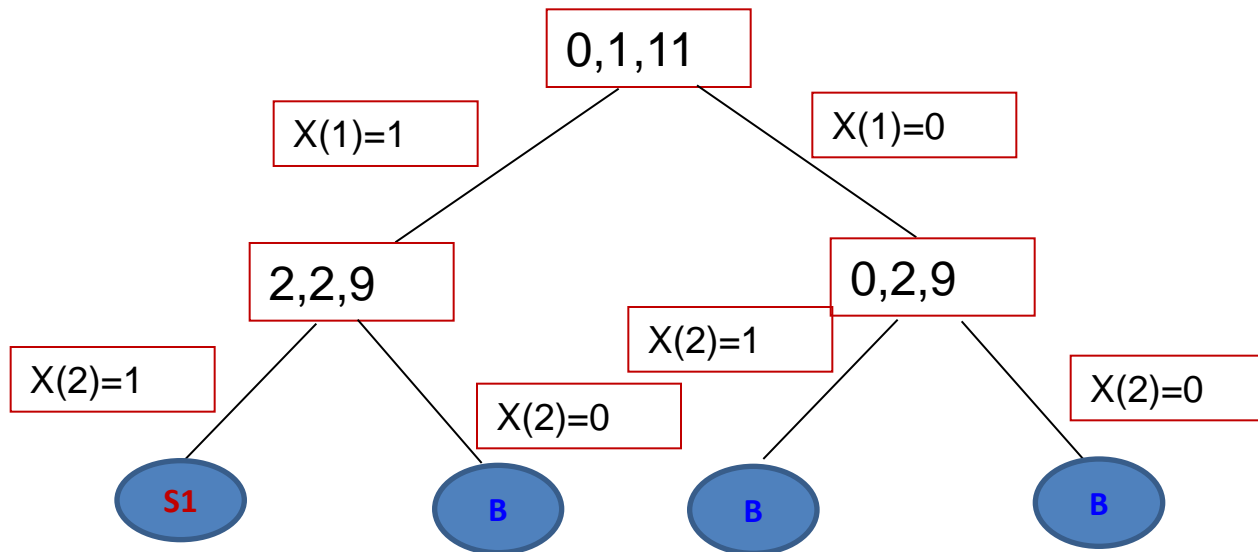 0,1,11
X(1)=1
X(1)=0
2,2,9
0,2,9
X(2)=1
X(2)=0
X(2)=1
X(2)=0
S1
B
B
B